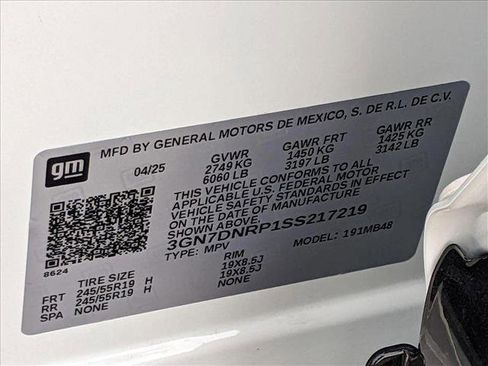 gm
MFD BY GENERAL MOTORS DE MEXICO, S. DE R.L. DE C.V.
04/25 GVWR GAWR FRT GAWR RR
2749 KG 1450 KG 1425 KG
6060 LB 3197 LB 3142 LB
THIS VEHICLE CONFORMS TO ALL
APPLICABLE U.S. FEDERAL MOTOR
VEHICLE SAFETY STANDARDS IN EFFECT
ON THE DATE OF MANUFACTURE
SHOWN ABOVE.
3GN7DNRP1SS217219
TYPE: MPV MODEL: 191MB48
8624
TIRE SIZE RIM
FRT 245/55R19 H 19X8.5J
RR 245/55R19 H 19X8.5J
SPA NONE NONE